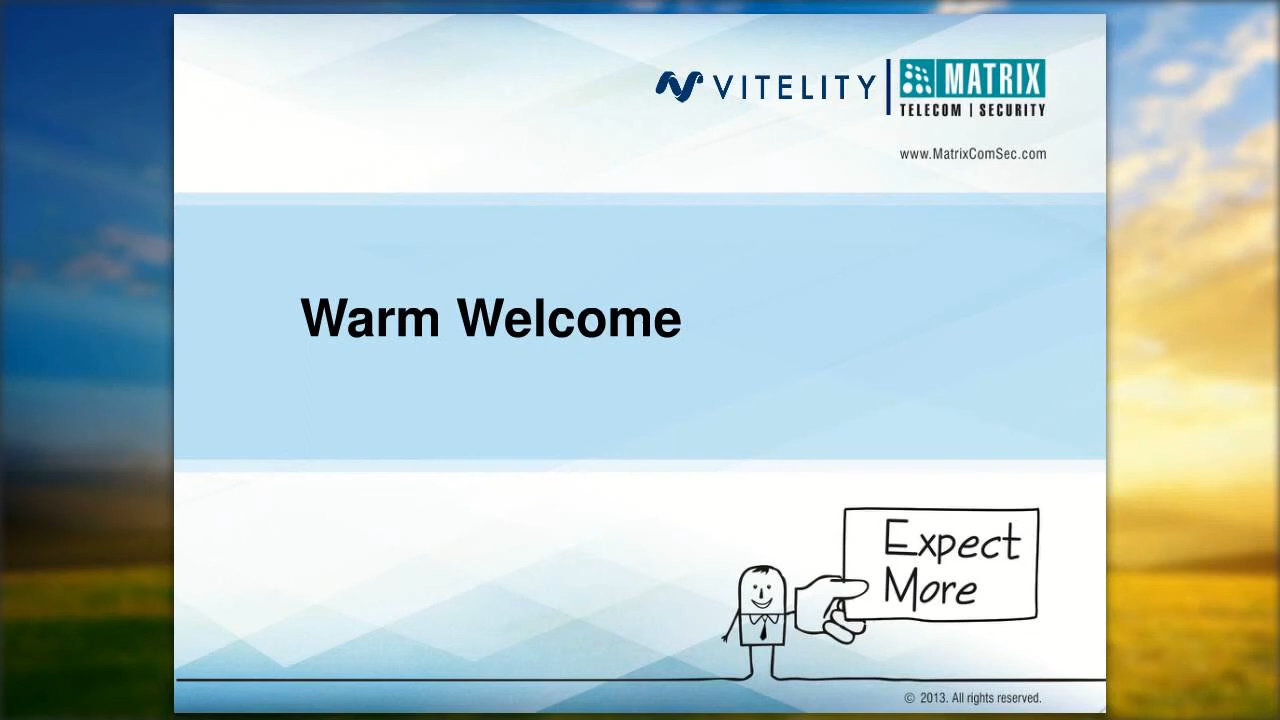 VITELITY
MATRIX
TELECOM | SECURITY
www.MatrixComSec.com
Warm Welcome
Expect
More
© 2013. All rights reserved.